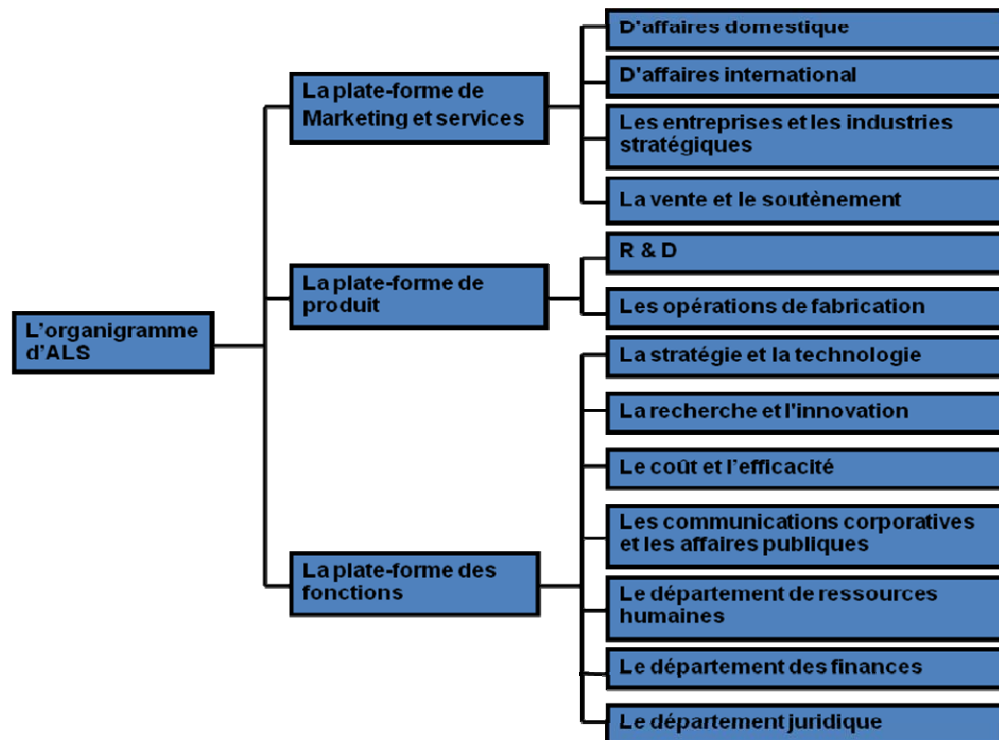 L'organigramme
d'ALS
La plate-forme de
Marketing et services
D'affaires domestique
D'affaires international
Les entreprises et les industries
stratégiques
La vente et le soutènement
La plate-forme de
produit
R & D
Les opérations de fabrication
La plate-forme des
fonctions
La stratégie et la technologie
La recherche et l'innovation
Le coût et l'efficacité
Les communications corporatives
et les affaires publiques
Le département de ressources
humaines
Le département des finances
Le département juridique